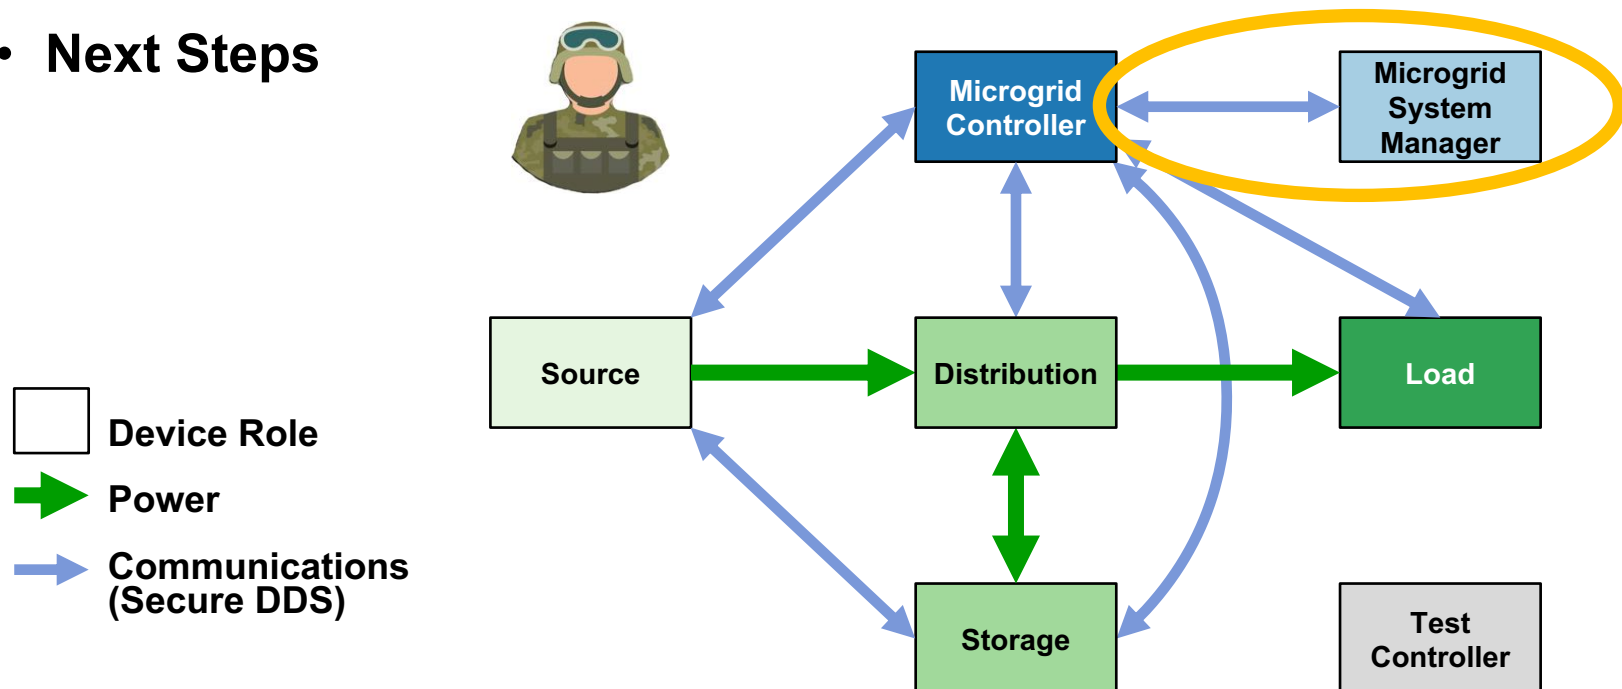 • Next Steps
Microgrid
Controller
Microgrid
System
Manager
Source
Distribution
Load
Device Role
Power
Communications
(Secure DDS)
Storage
Test
Controller